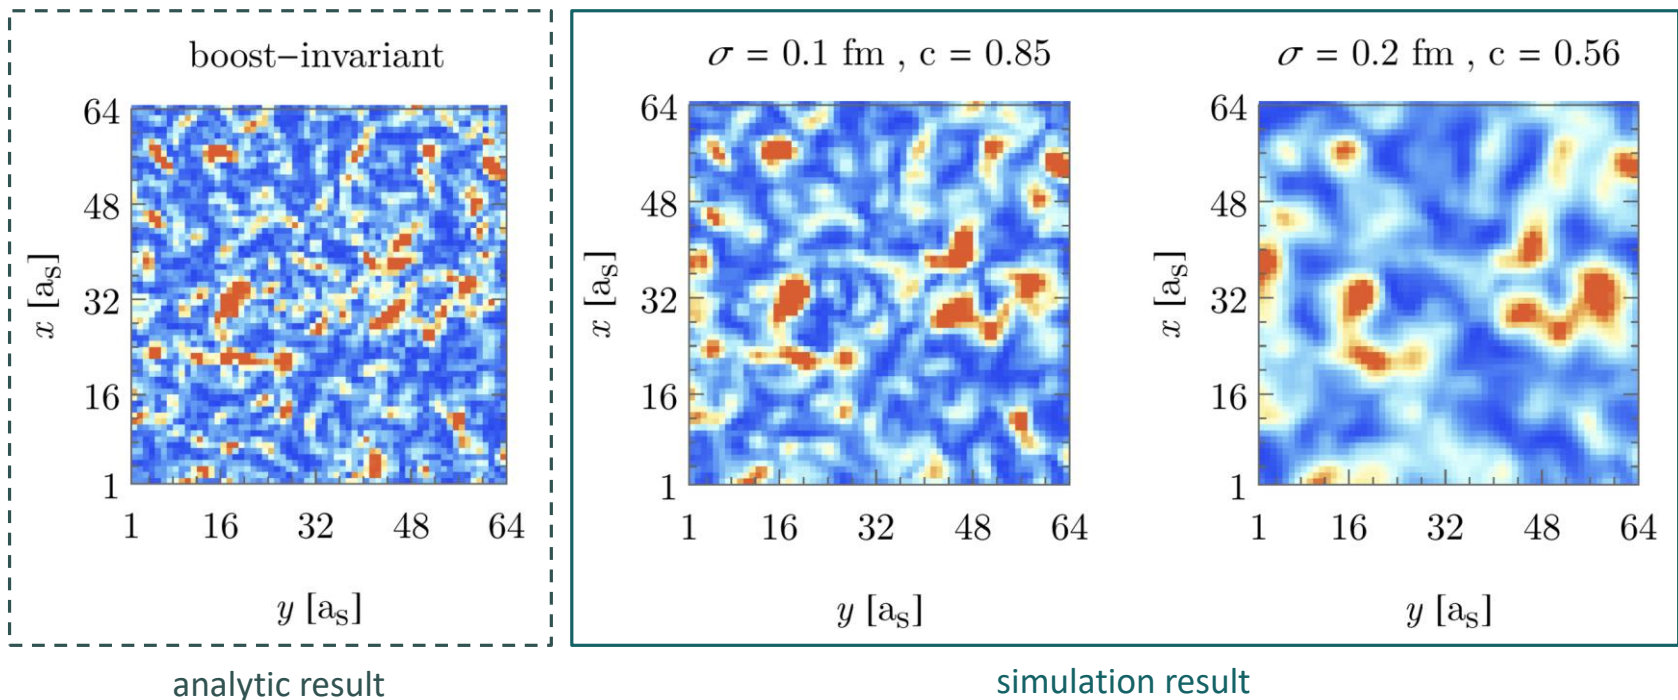 boost–invariant
64
48
32
16
1
x [aₛ]
1 16 32 48 64
y [aₛ]
analytic result
σ = 0.1 fm , c = 0.85
64
48
32
16
1
x [aₛ]
1 16 32 48 64
y [aₛ]
σ = 0.2 fm , c = 0.56
64
48
32
16
1
x [aₛ]
1 16 32 48 64
y [aₛ]
simulation result